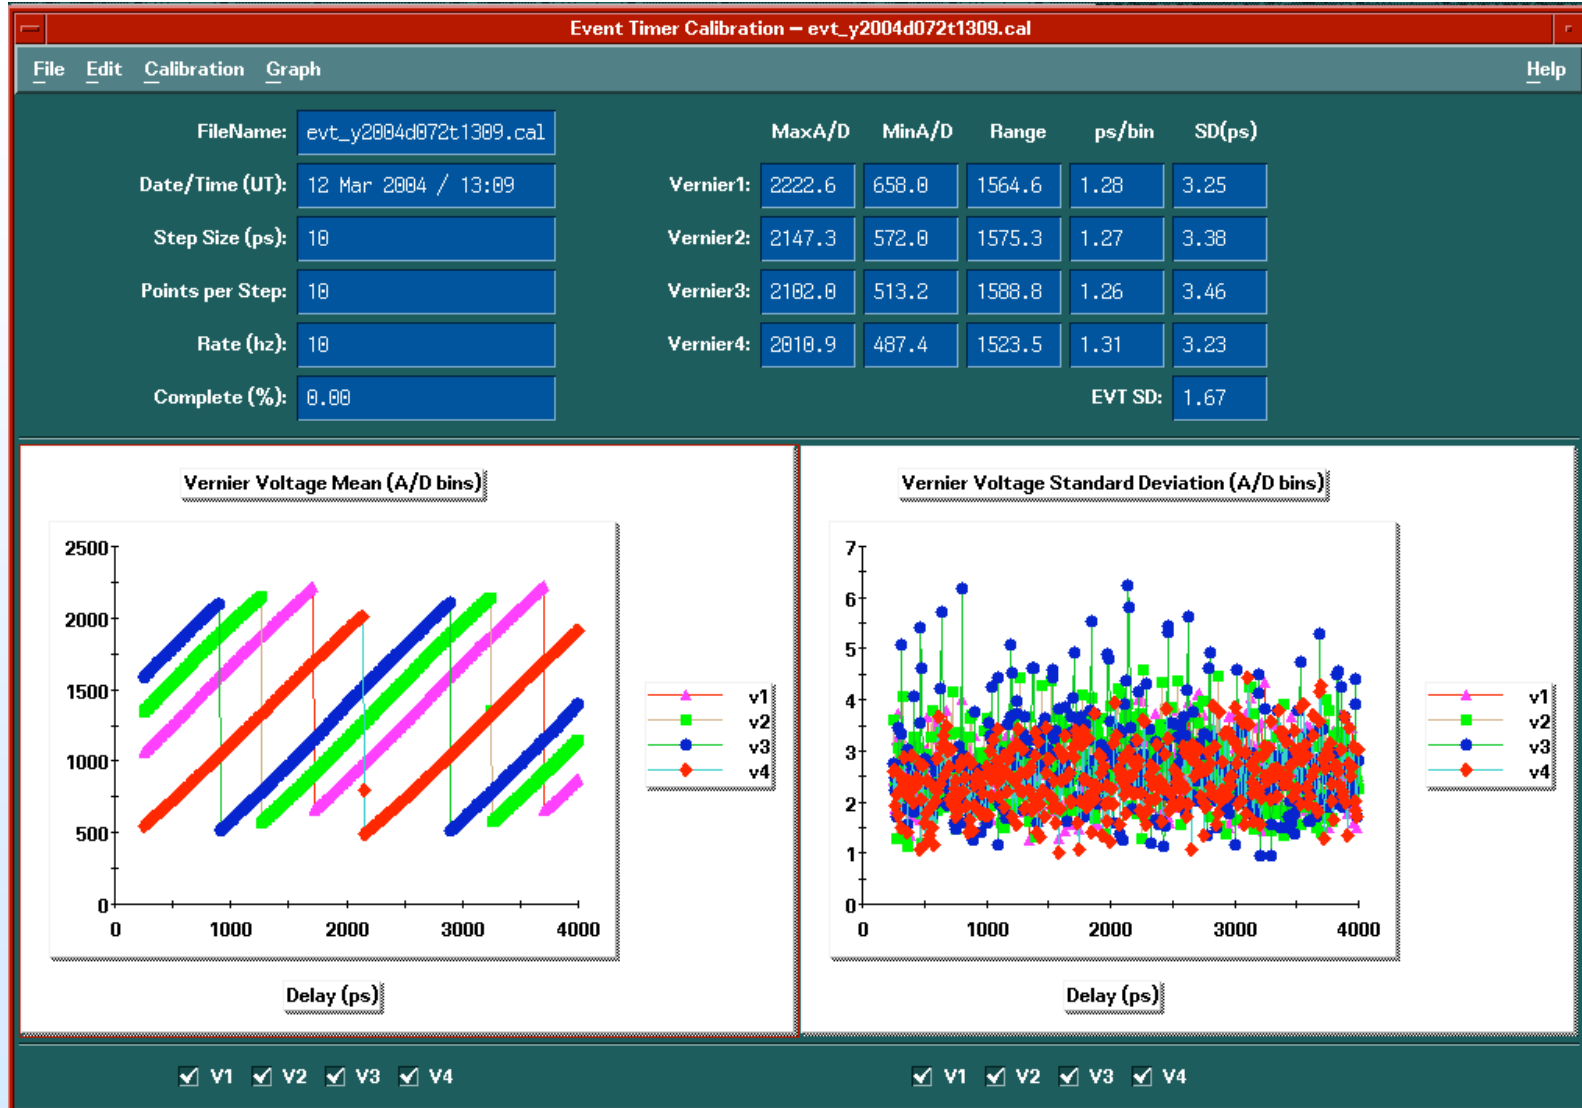 Event Timer Calibration – evt_y2004d072t1309.cal
File Edit Calibration Graph Help
FileName: evt_y2004d072t1309.cal
Date/Time (UT): 12 Mar 2004 / 13:09
Step Size (ps): 10
Points per Step: 10
Rate (hz): 10
Complete (%): 0.00
MaxA/D MinA/D Range ps/bin SD(ps)
Vernier1: 2222.6 658.0 1564.6 1.28 3.25
Vernier2: 2147.3 572.0 1575.3 1.27 3.38
Vernier3: 2102.0 513.2 1588.8 1.26 3.46
Vernier4: 2010.9 487.4 1523.5 1.31 3.23
EVT SD: 1.67
Vernier Voltage Mean (A/D bins)
2500
2000
1500
1000
500
0
0 1000 2000 3000 4000
Delay (ps)
v1
v2
v3
v4
Vernier Voltage Standard Deviation (A/D bins)
7
6
5
4
3
2
1
0
0 1000 2000 3000 4000
Delay (ps)
v1
v2
v3
v4
V1 V2 V3 V4
V1 V2 V3 V4